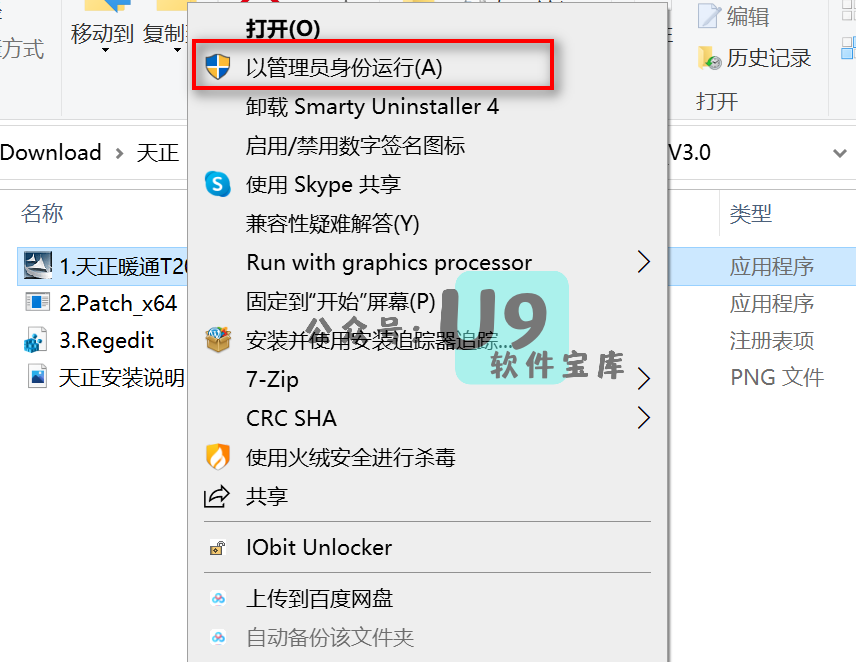 方式
移动到
复制
编辑
历史记录
打开
Download › 天正
V3.0
名称
类型
1.天正暖通T20
应用程序
2.Patch_x64
应用程序
3.Regedit
注册表项
天正安装说明
PNG 文件
打开(O)
以管理员身份运行(A)
卸载 Smarty Uninstaller 4
启用/禁用数字签名图标
使用 Skype 共享
兼容性疑难解答(Y)
Run with graphics processor
固定到“开始”屏幕(P)
安装并使用安装追踪器追踪...
7-Zip
CRC SHA
使用火绒安全进行杀毒
共享
IObit Unlocker
上传到百度网盘
自动备份该文件夹
公众号：U9
软件宝库